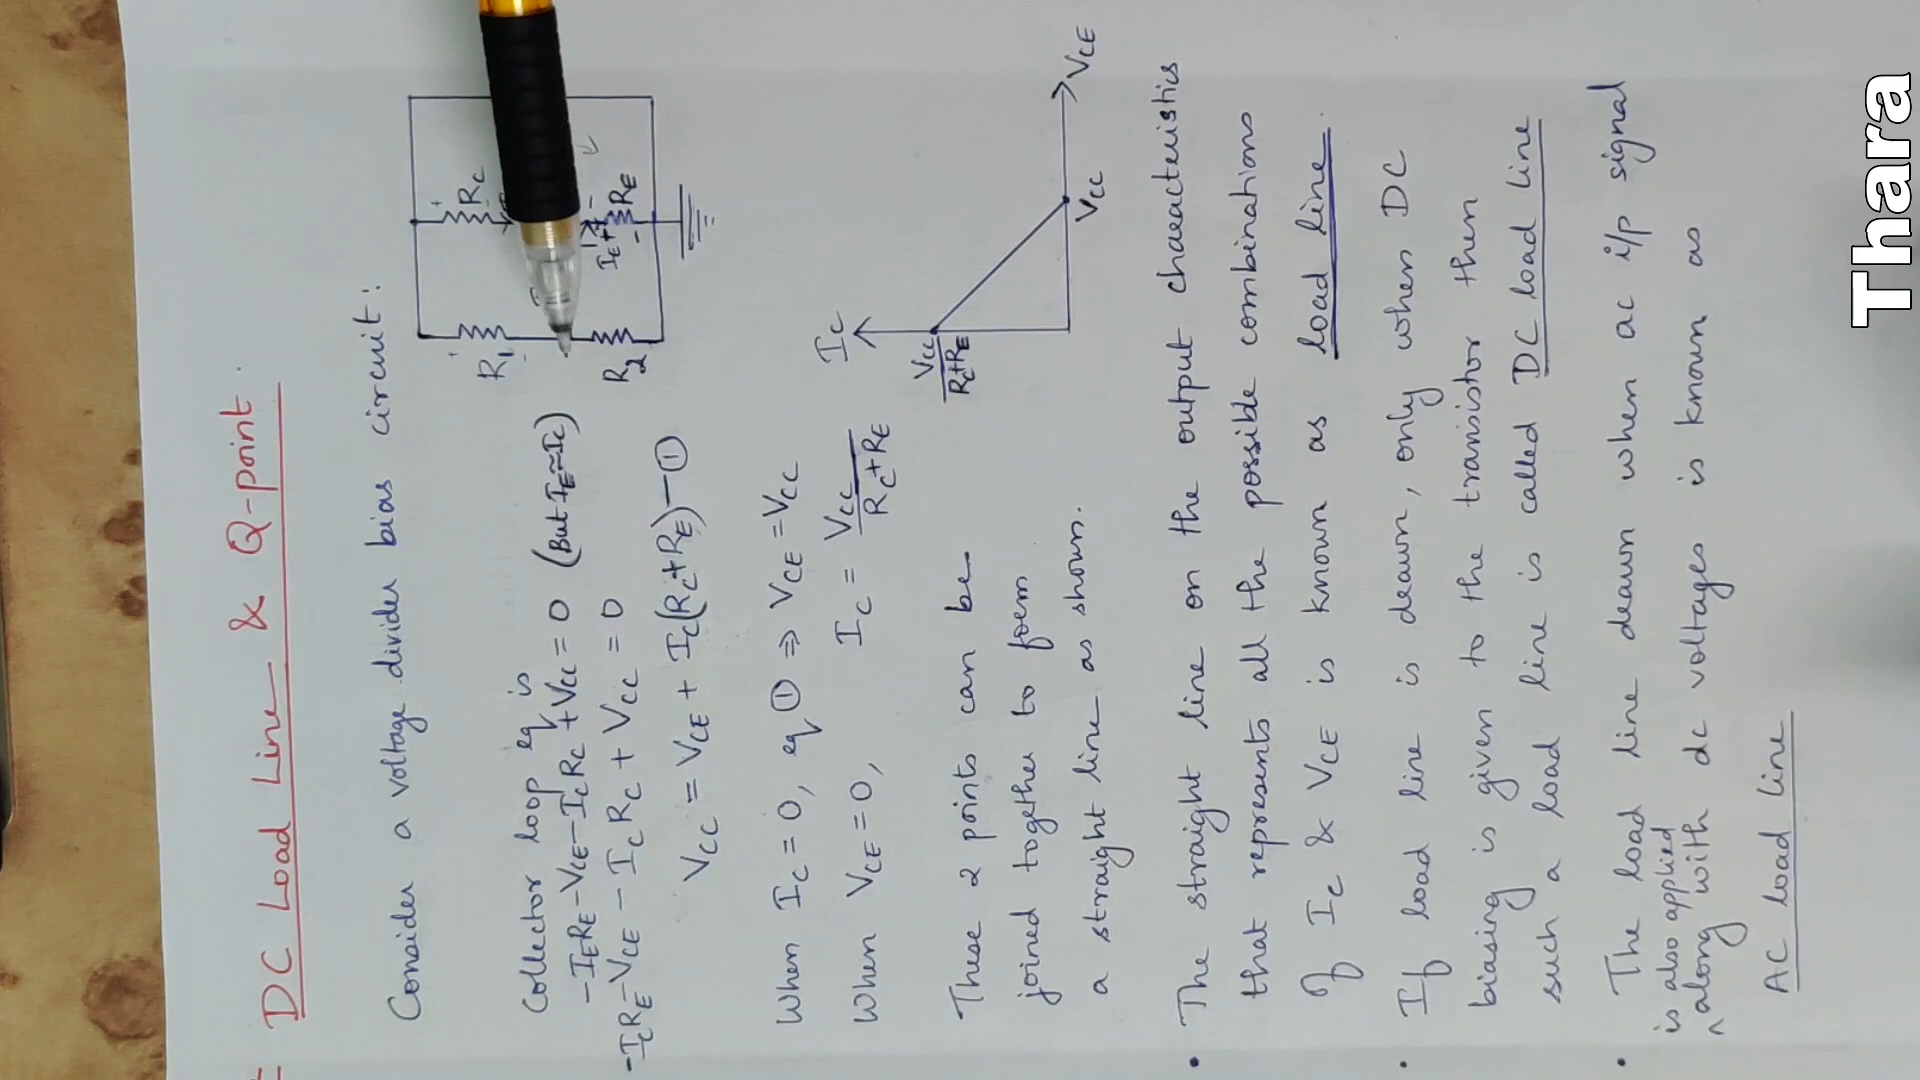 = DC Load Line & Q-point.
Consider a voltage divider bias circuit:
Collector loop eq is
-IERE-VCE-ICRC+VCC=0 (But IE≈IC)
-ICRE-VCE-ICRC+VCC=0
VCC = VCE + IC(RC+RE)-①
When IC=0, eq① ⇒ VCE=VCC
When VCE=0, IC = VCC/RC+RE
These 2 points can be
joined together to form
a straight line as shown.
R1
RC
R2
IE
RE
IC
VCC/RC+RE
VCC
VCE
• The straight line on the output characteristics
that represents all the possible combinations
of IC & VCE is known as load line.
• If load line is drawn, only when DC
biasing is given to the transistor then
such a load line is called DC load line
• The load line drawn when ac i/p signal
is also applied
^along with dc voltages is known as
AC load line
Thara